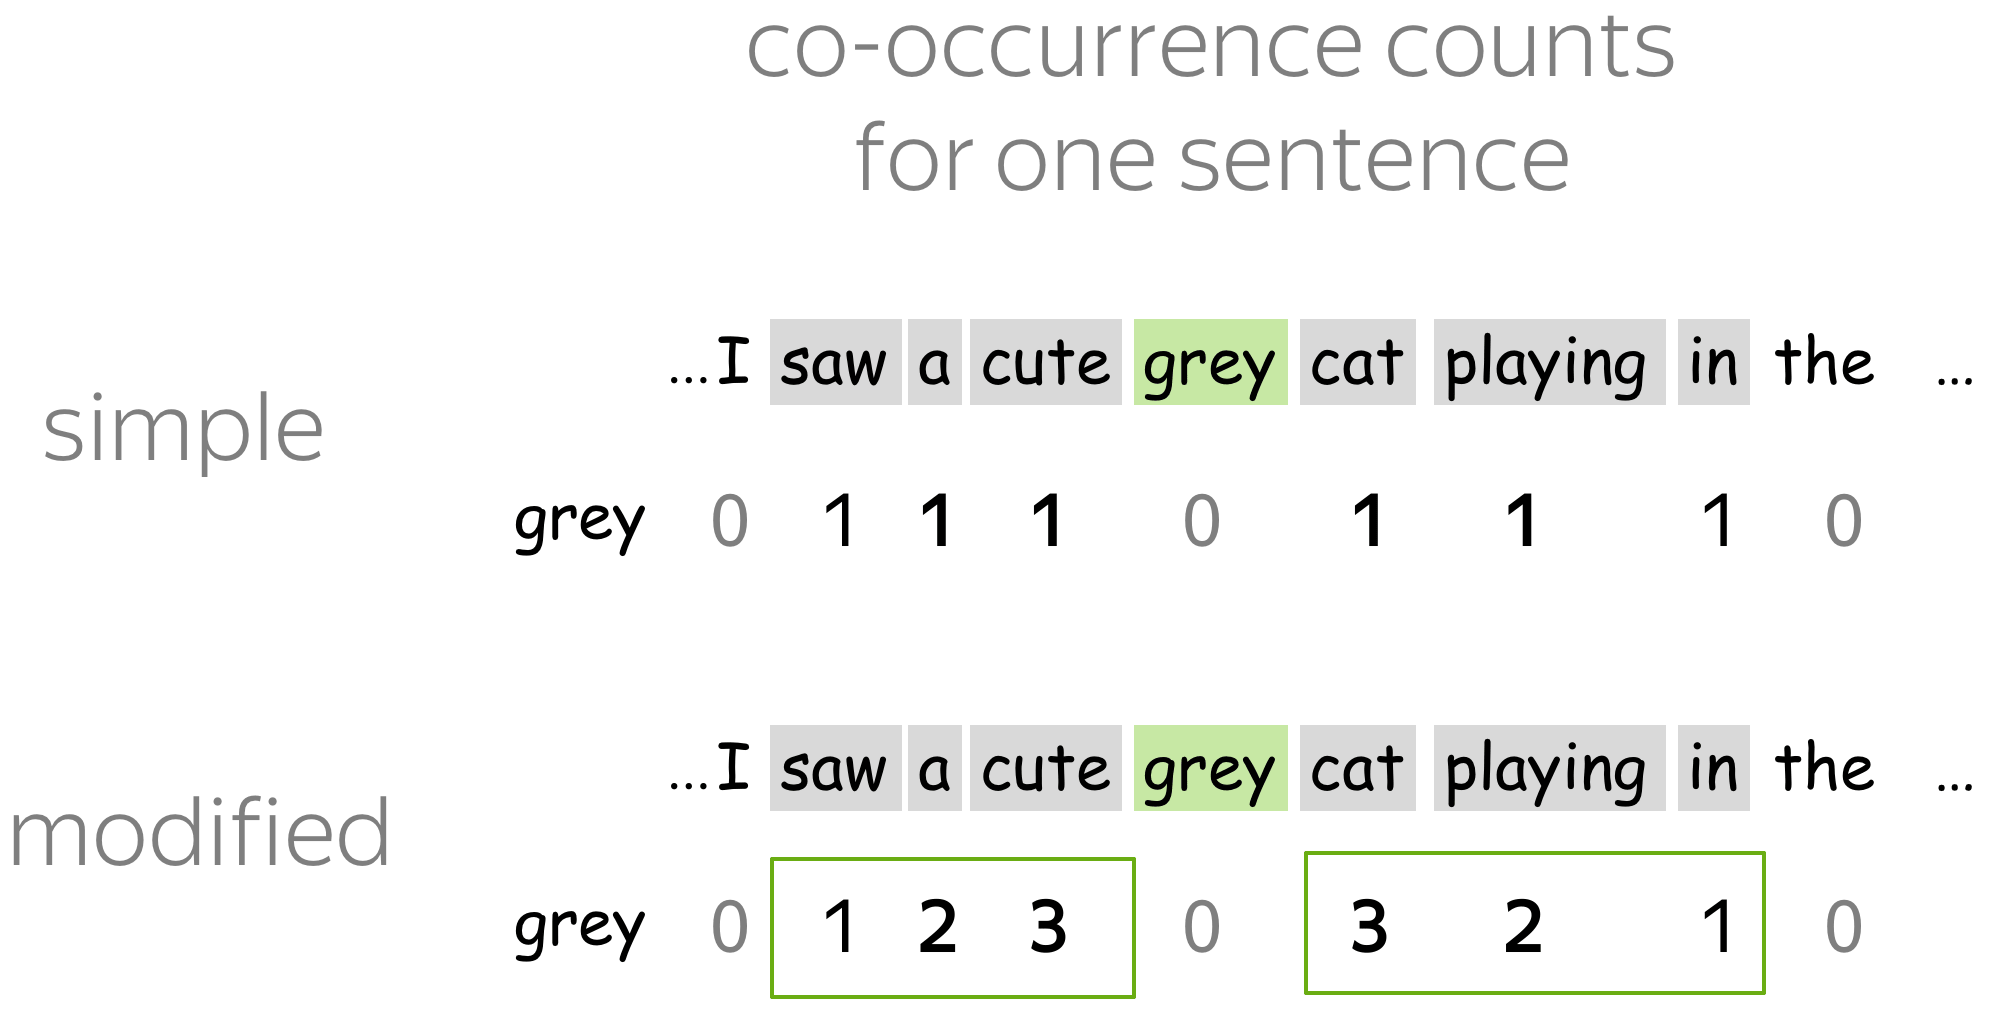 co-occurrence counts
for one sentence
...I saw a cute grey cat playing in the ...
simple
grey 0 1 1 1 0 1 1 1 0
...I saw a cute grey cat playing in the ...
modified
grey 0 1 2 3 0 3 2 1 0